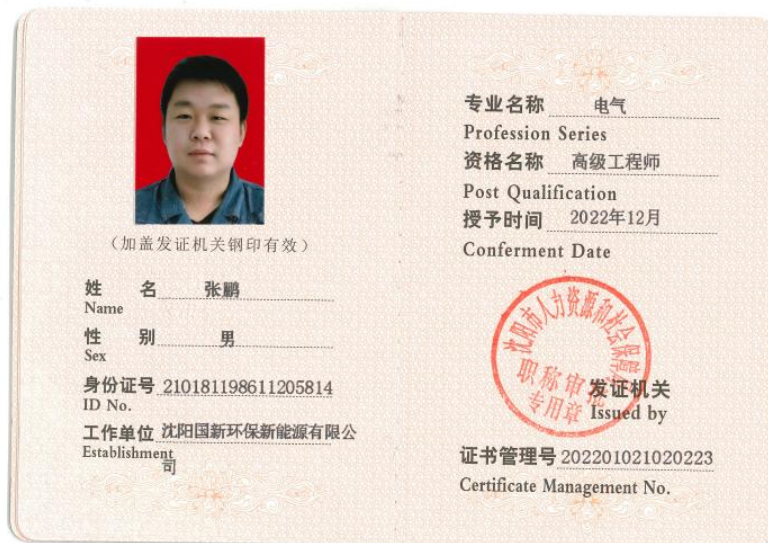 （加盖发证机关钢印有效）
姓 名 张鹏
Name
性 别 男
Sex
身份证号 210181198611205814
ID No.
工作单位 沈阳国新环保新能源有限公
Establishment
司
专业名称 电气
Profession Series
资格名称 高级工程师
Post Qualification
授予时间 2022年12月
Conferment Date
沈阳市人力资源和社会保障局
职称审批
专用章
发证机关
Issued by
证书管理号 202201021020223
Certificate Management No.